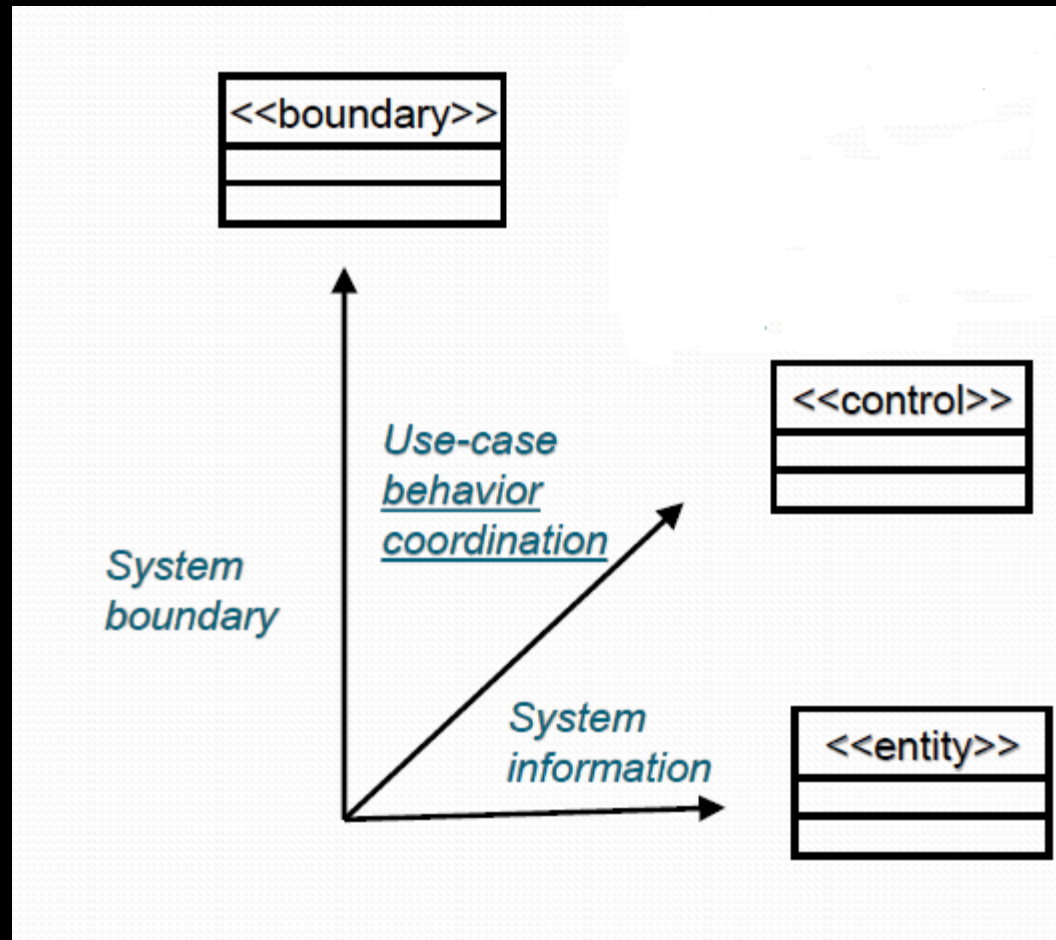 <<boundary>>
<<control>>
Use-case
behavior
coordination
System
boundary
System
information
<<entity>>